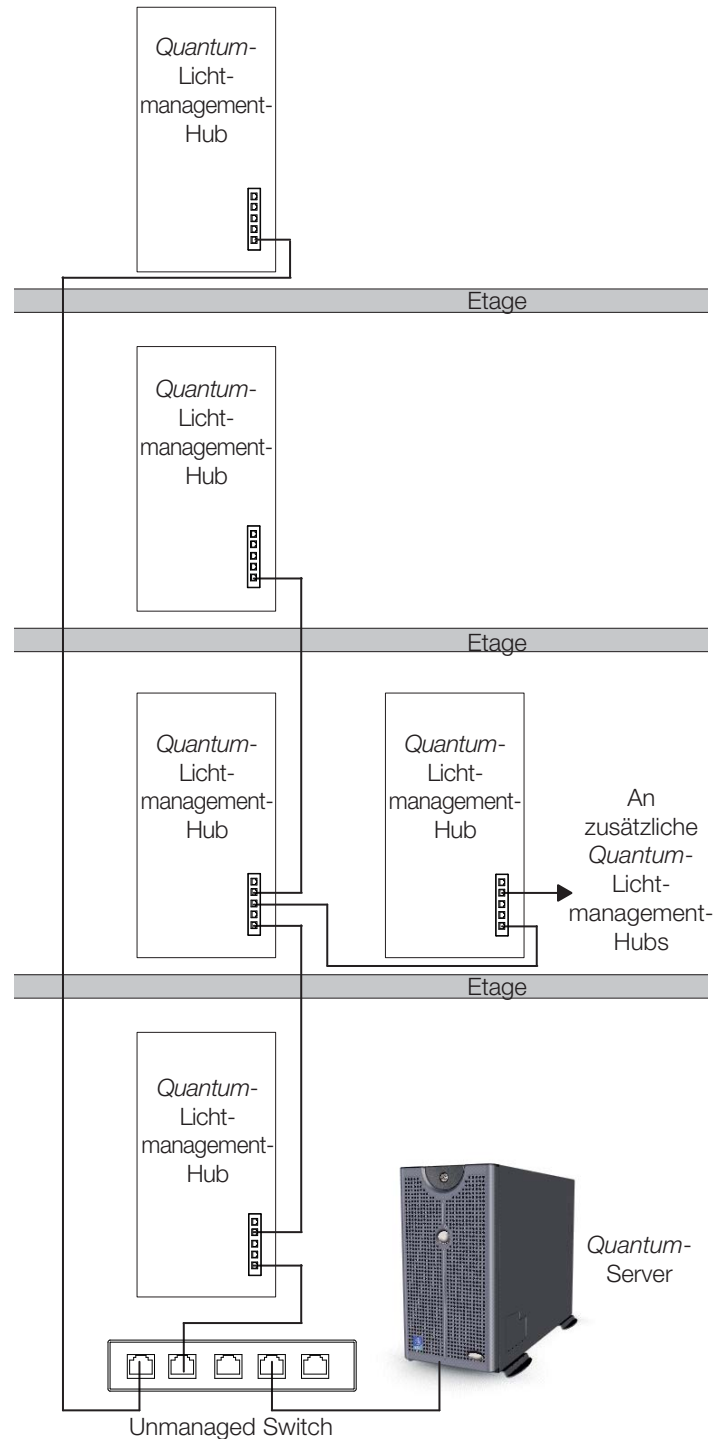 Quantum-
Licht-
management-
Hub
Etage
Quantum-
Licht-
management-
Hub
Etage
Quantum-
Licht-
management-
Hub
Quantum-
Licht-
management-
Hub
An
zusätzliche
Quantum-
Licht-
management-
Hubs
Etage
Quantum-
Licht-
management-
Hub
Quantum-
Server
Unmanaged Switch